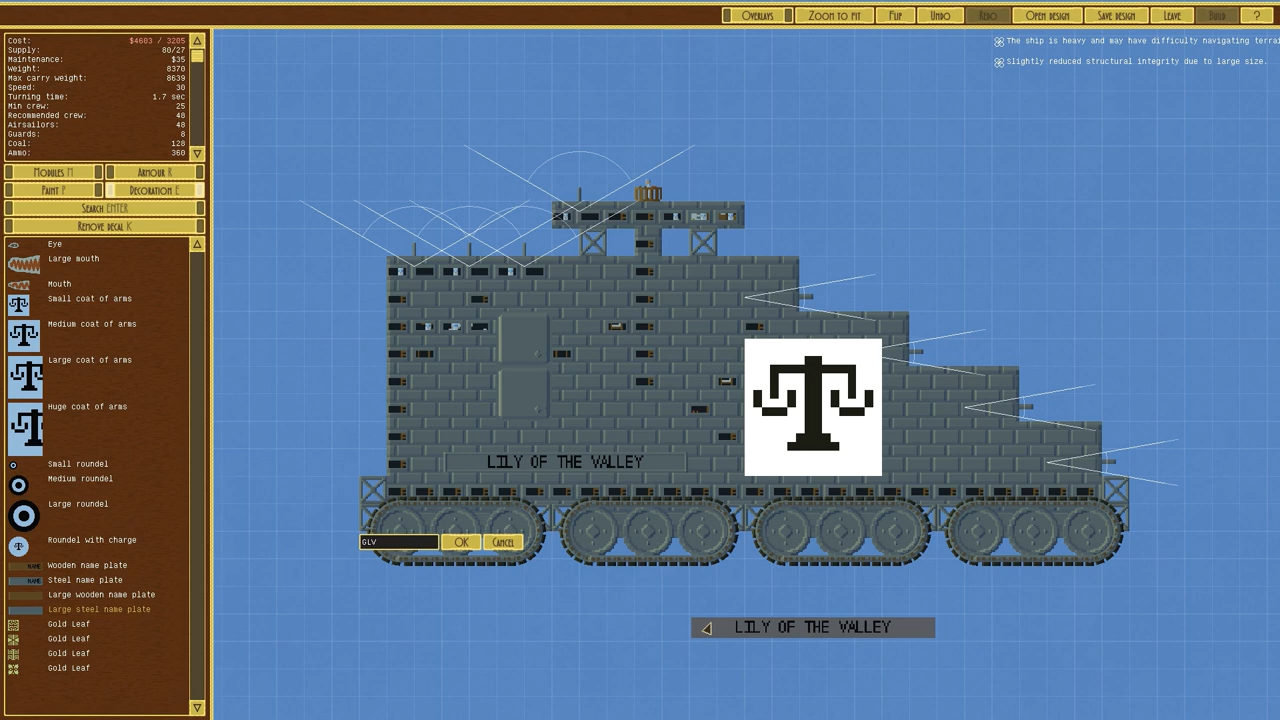 Overlays Zoom to fit Flip Undo Redo Open design Save design Leave Build ?
Cost: $4603 / 3205
Supply: 80/27
Maintenance: $35
Weight: 8370
Max carry weight: 8639
Speed: 30
Turning time: 1.7 sec
Min crew: 25
Recommended crew: 48
Airsailors: 48
Guards: 8
Coal: 128
Ammo: 360
The ship is heavy and may have difficulty navigating terrai
Slightly reduced structural integrity due to large size.
Modules M Armour R
Paint P Decoration E
Search ENTER
Remove decal K
Eye
Large mouth
Mouth
Small coat of arms
Medium coat of arms
Large coat of arms
Huge coat of arms
Small roundel
Medium roundel
Large roundel
Roundel with charge
NAME Wooden name plate
NAME Steel name plate
Large wooden name plate
Large steel name plate
Gold Leaf
Gold Leaf
Gold Leaf
Gold Leaf
LILY OF THE VALLEY
GLV OK Cancel
LILY OF THE VALLEY